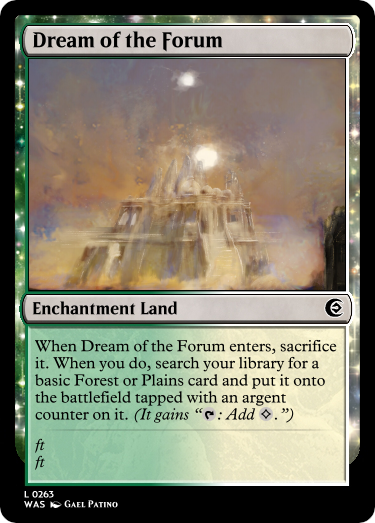 Dream of the Forum
Enchantment Land
When Dream of the Forum enters, sacrifice
it. When you do, search your library for a
basic Forest or Plains card and put it onto
the battlefield tapped with an argent
counter on it. (It gains “: Add .”)
ft
ft
L 0263
WAS Gael Patino